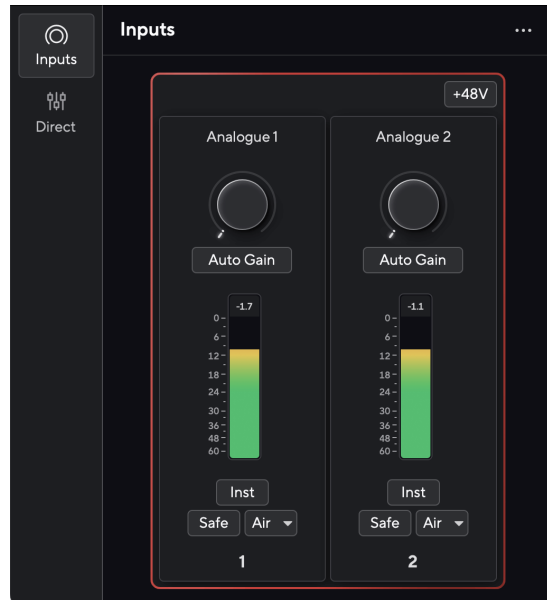 Inputs
Inputs
...
Direct
+48V
Analogue 1
Analogue 2
Auto Gain
Auto Gain
-1.7
-1.1
0
6
12
18
24
30
36
48
60
0
6
12
18
24
30
36
48
60
Inst
Inst
Safe Air
Safe Air
1
2